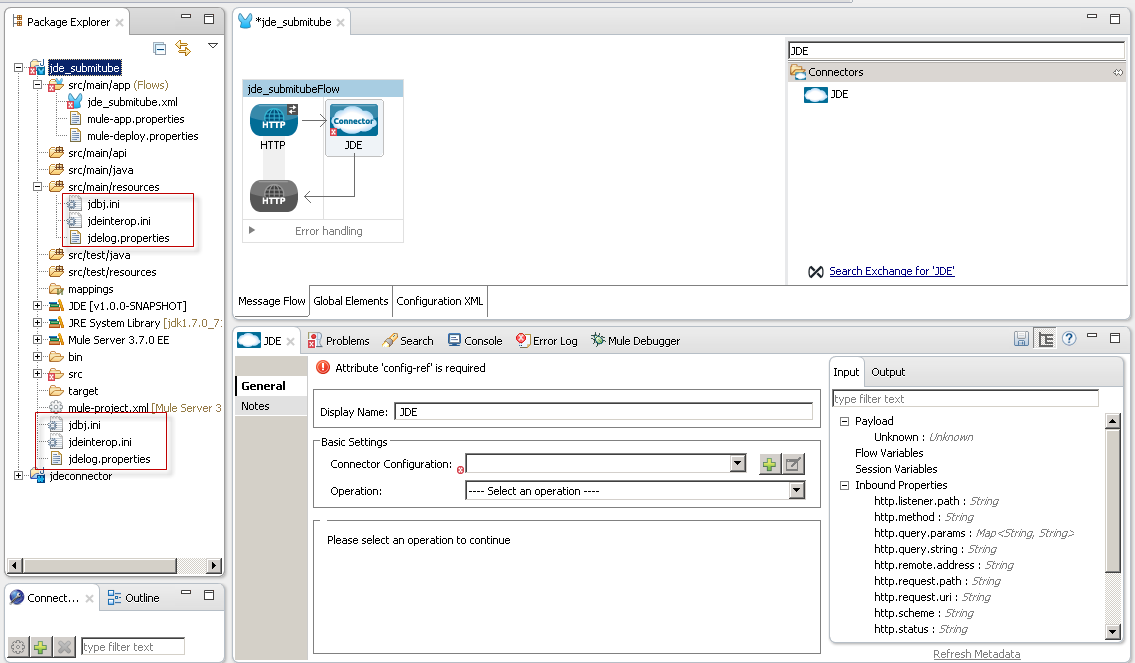 Package Explorer
jde_submitube
src/main/app (Flows)
jde_submitube.xml
mule-app.properties
mule-deploy.properties
src/main/api
src/main/java
src/main/resources
jdbj.ini
jdeinterop.ini
jdelog.properties
src/test/java
src/test/resources
mappings
JDE [v1.0.0-SNAPSHOT]
JRE System Library [jdk1.7.0_7
Mule Server 3.7.0 EE
bin
src
target
mule-project.xml [Mule Server 3
jdbj.ini
jdeinterop.ini
jdelog.properties
jdeconnector
Connect...
Outline
type filter text
*jde_submitube
jde_submitubeFlow
HTTP
Connector
HTTP
JDE
HTTP
Error handling
JDE
Connectors
JDE
Search Exchange for 'JDE'
Message Flow
Global Elements
Configuration XML
JDE
Problems
Search
Console
Error Log
Mule Debugger
General
Notes
Attribute 'config-ref' is required
Display Name:
JDE
Basic Settings
Connector Configuration:
Operation:
---- Select an operation ----
Please select an operation to continue
Input
Output
type filter text
Payload
Unknown : Unknown
Flow Variables
Session Variables
Inbound Properties
http.listener.path : String
http.method : String
http.query.params : Map<String, String>
http.query.string : String
http.remote.address : String
http.request.path : String
http.request.uri : String
http.scheme : String
http.status : String
Refresh Metadata